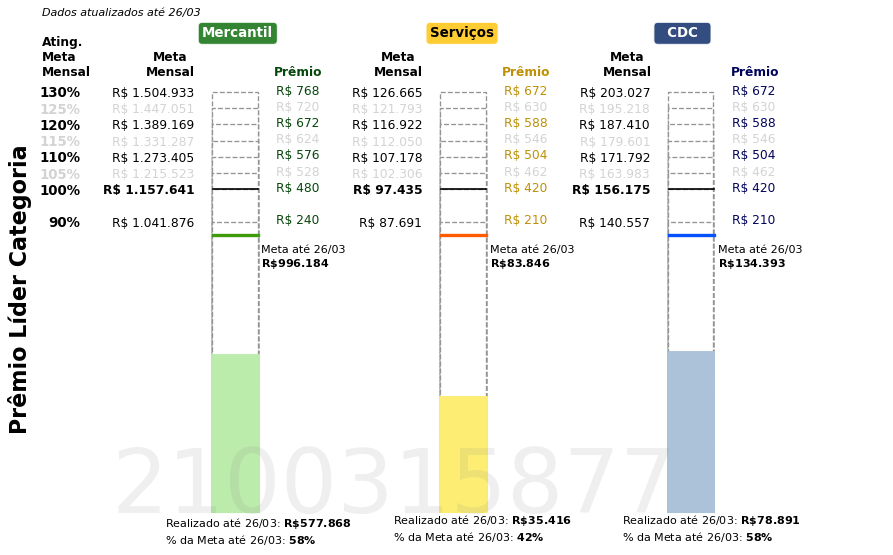 Dados atualizados até 26/03
Mercantil Serviços CDC
Ating. Meta Mensal Meta Mensal Prêmio Meta Mensal Prêmio Meta Mensal Prêmio
130% R$ 1.504.933 R$ 768 R$ 126.665 R$ 672 R$ 203.027 R$ 672
125% R$ 1.447.051 R$ 720 R$ 121.793 R$ 630 R$ 195.218 R$ 630
120% R$ 1.389.169 R$ 672 R$ 116.922 R$ 588 R$ 187.410 R$ 588
115% R$ 1.331.287 R$ 624 R$ 112.050 R$ 546 R$ 179.601 R$ 546
110% R$ 1.273.405 R$ 576 R$ 107.178 R$ 504 R$ 171.792 R$ 504
105% R$ 1.215.523 R$ 528 R$ 102.306 R$ 462 R$ 163.983 R$ 462
100% R$ 1.157.641 R$ 480 R$ 97.435 R$ 420 R$ 156.175 R$ 420
90% R$ 1.041.876 R$ 240 R$ 87.691 R$ 210 R$ 140.557 R$ 210
Meta até 26/03 Meta até 26/03 Meta até 26/03
R$996.184 R$83.846 R$134.393
Prêmio Líder Categoria
2100315877
Realizado até 26/03: R$577.868 Realizado até 26/03: R$35.416 Realizado até 26/03: R$78.891
% da Meta até 26/03: 58% % da Meta até 26/03: 42% % da Meta até 26/03: 58%